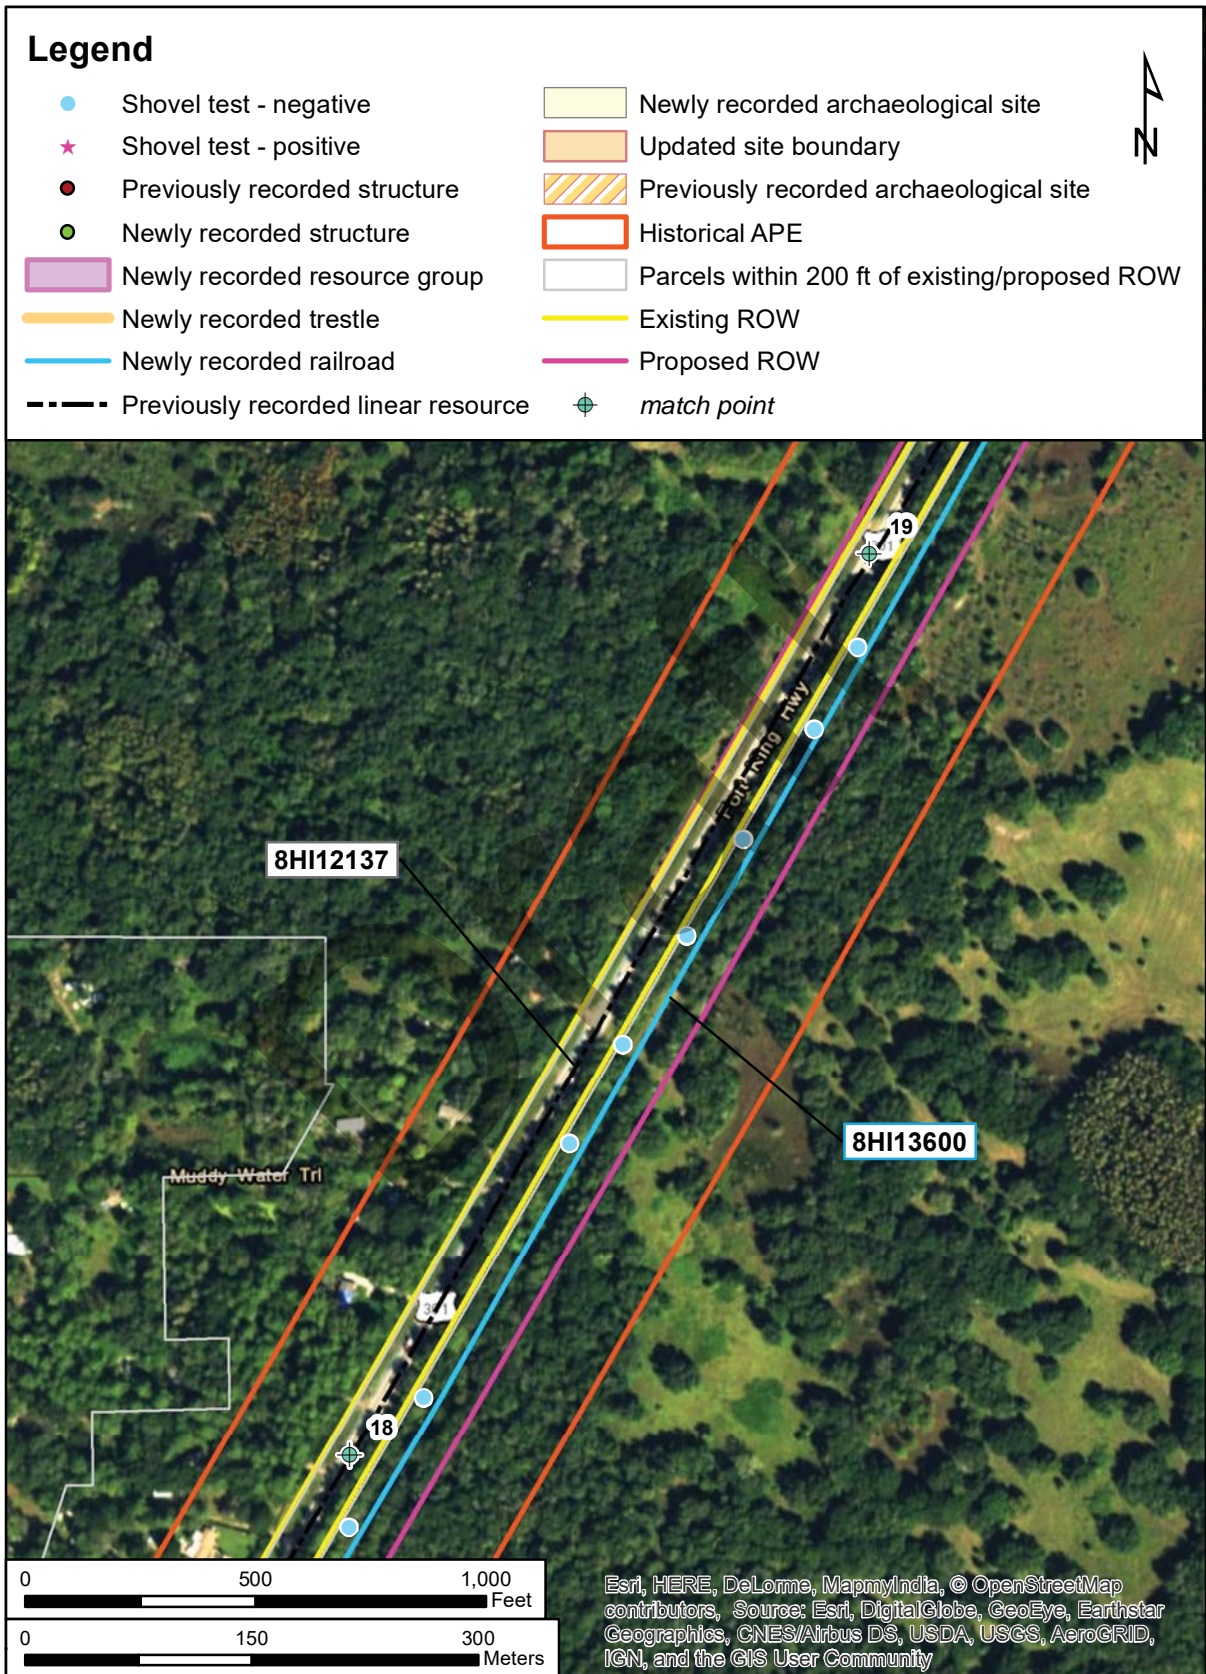 Legend
Shovel test - negative
Shovel test - positive
Previously recorded structure
Newly recorded structure
Newly recorded resource group
Newly recorded trestle
Newly recorded railroad
Previously recorded linear resource
Newly recorded archaeological site
Updated site boundary
Previously recorded archaeological site
Historical APE
Parcels within 200 ft of existing/proposed ROW
Existing ROW
Proposed ROW
match point
N
19
301
Fort King Hwy
8HI12137
8HI13600
Muddy Water Trl
301
18
0 500 1,000
Feet
0 150 300
Meters
Esri, HERE, DeLorme, MapmyIndia, © OpenStreetMap
contributors, Source: Esri, DigitalGlobe, GeoEye, Earthstar
Geographics, CNES/Airbus DS, USDA, USGS, AeroGRID,
IGN, and the GIS User Community